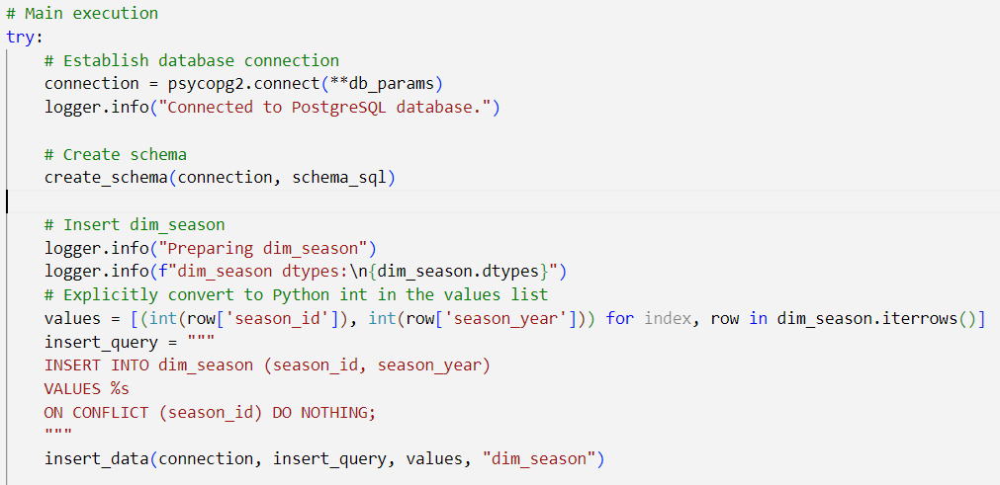 # Main execution
try:
    # Establish database connection
    connection = psycopg2.connect(**db_params)
    logger.info("Connected to PostgreSQL database.")

    # Create schema
    create_schema(connection, schema_sql)

    # Insert dim_season
    logger.info("Preparing dim_season")
    logger.info(f"dim_season dtypes:\n{dim_season.dtypes}")
    # Explicitly convert to Python int in the values list
    values = [(int(row['season_id']), int(row['season_year'])) for index, row in dim_season.iterrows()]
    insert_query = """
    INSERT INTO dim_season (season_id, season_year)
    VALUES %s
    ON CONFLICT (season_id) DO NOTHING;
    """
    insert_data(connection, insert_query, values, "dim_season")